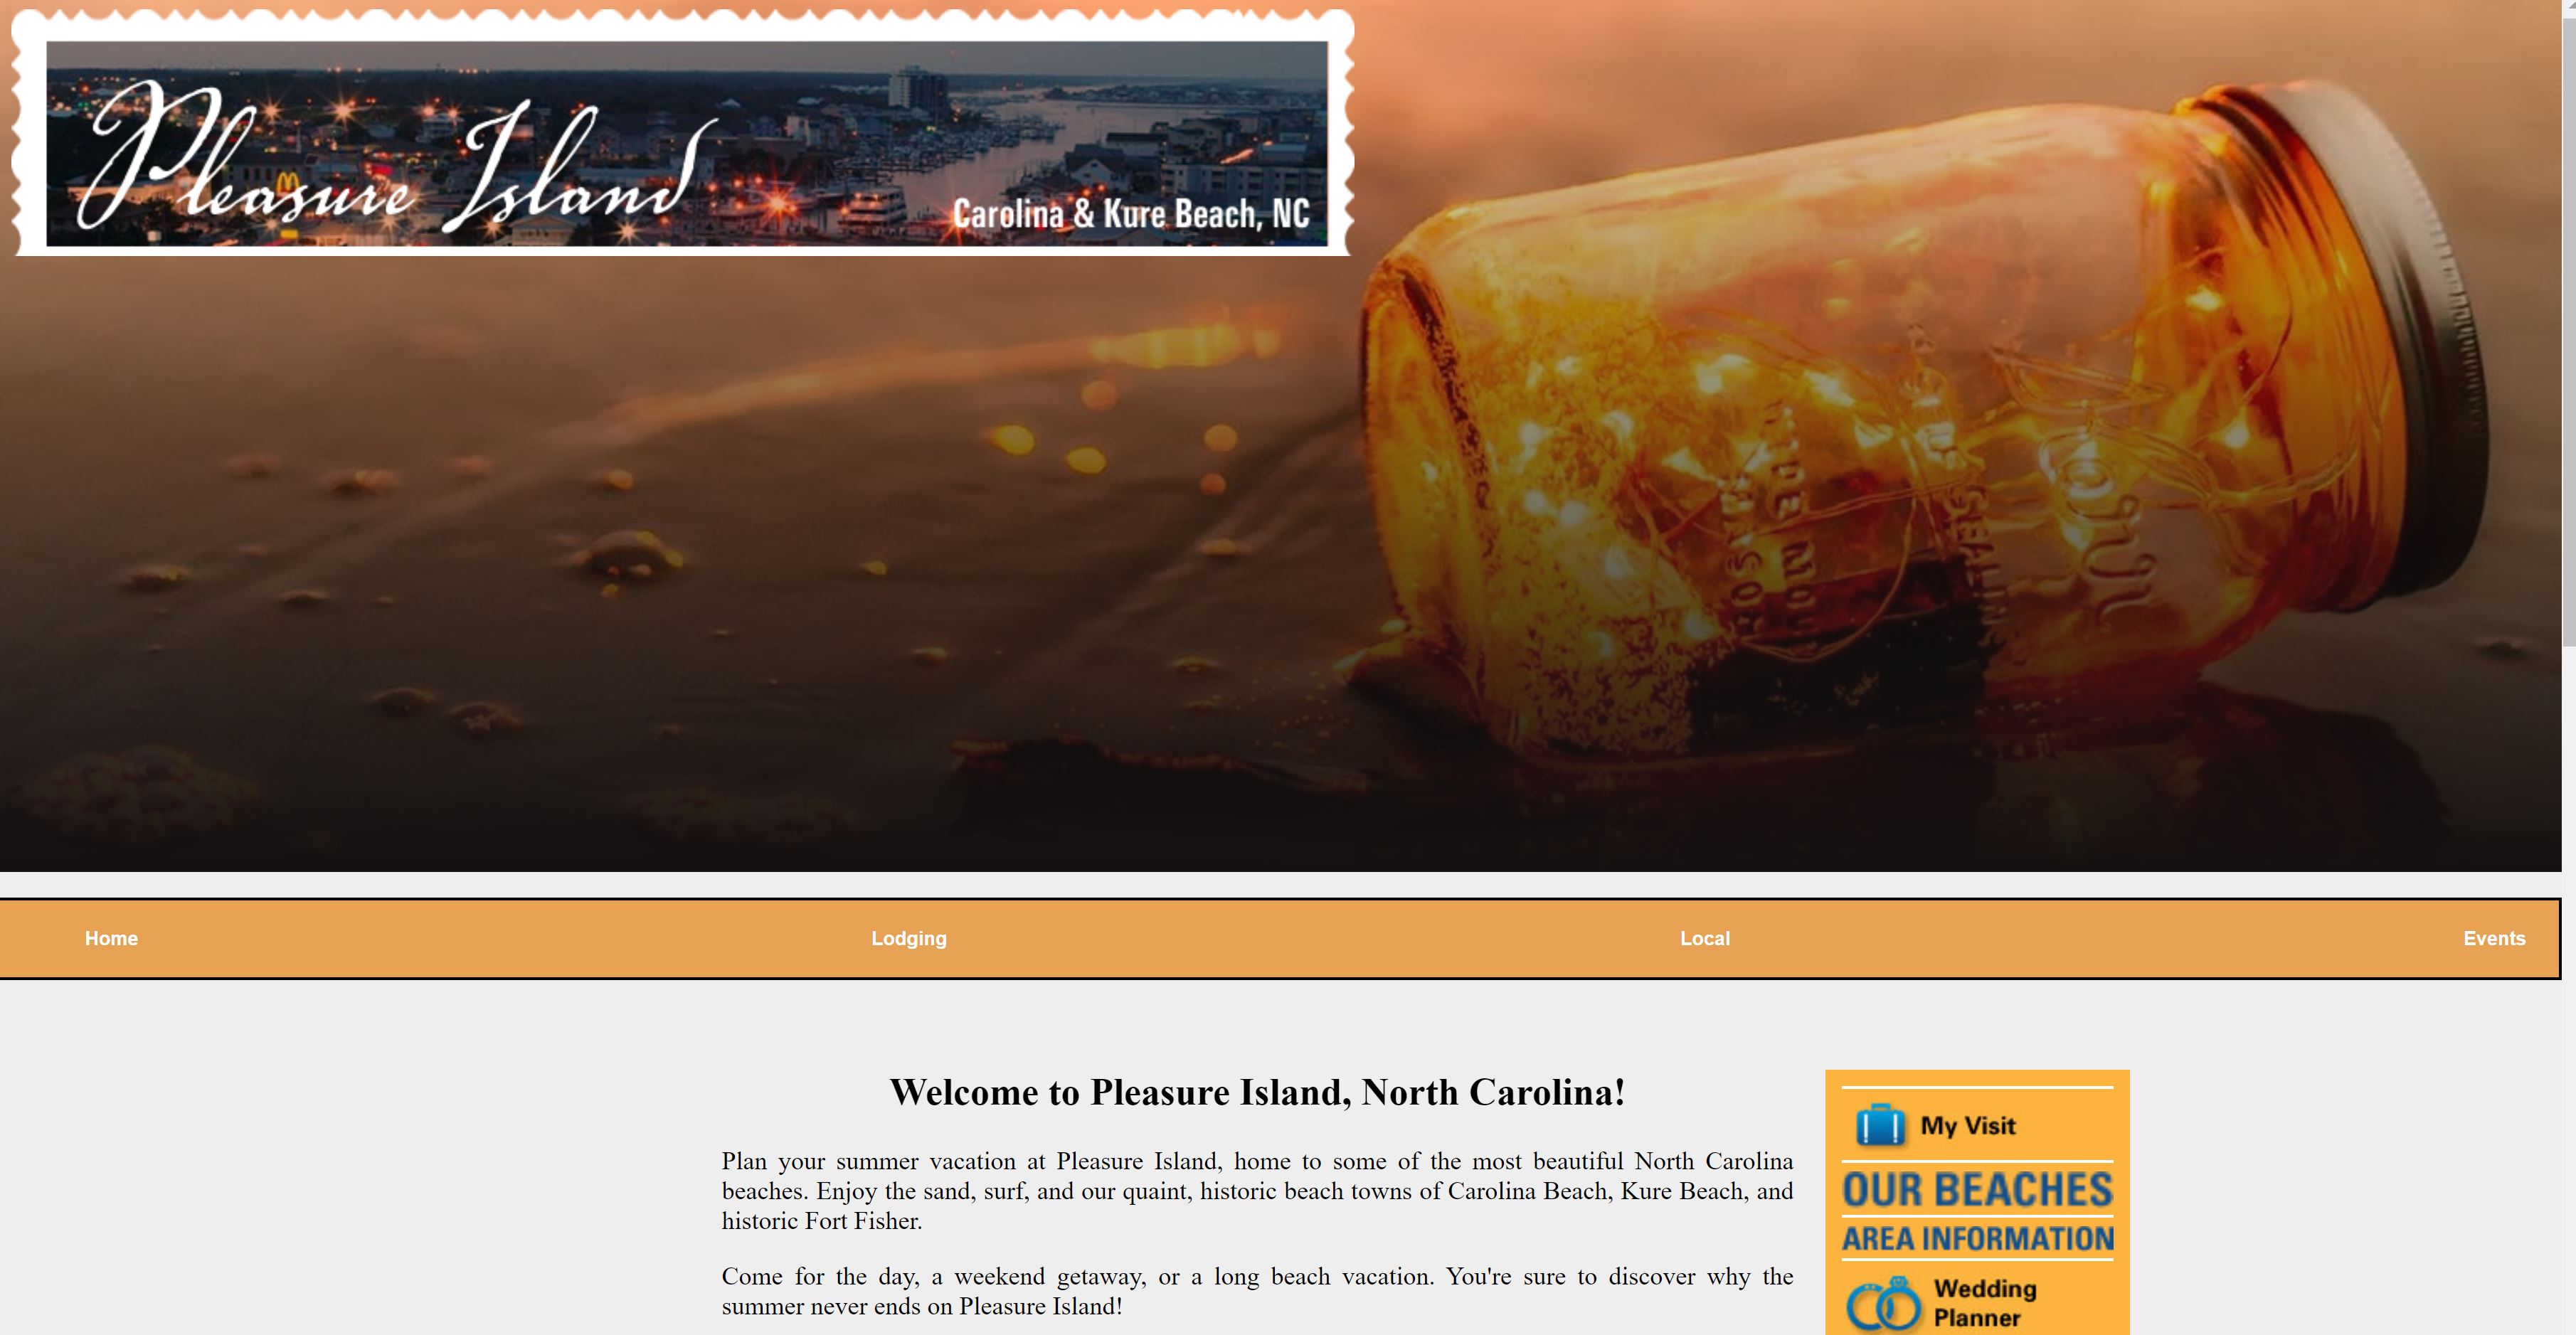 Pleasure Island
Carolina & Kure Beach, NC
Home
Lodging
Local
Events
Welcome to Pleasure Island, North Carolina!
Plan your summer vacation at Pleasure Island, home to some of the most beautiful North Carolina
beaches. Enjoy the sand, surf, and our quaint, historic beach towns of Carolina Beach, Kure Beach, and
historic Fort Fisher.
Come for the day, a weekend getaway, or a long beach vacation. You're sure to discover why the
summer never ends on Pleasure Island!
My Visit
OUR BEACHES
AREA INFORMATION
Wedding
Planner